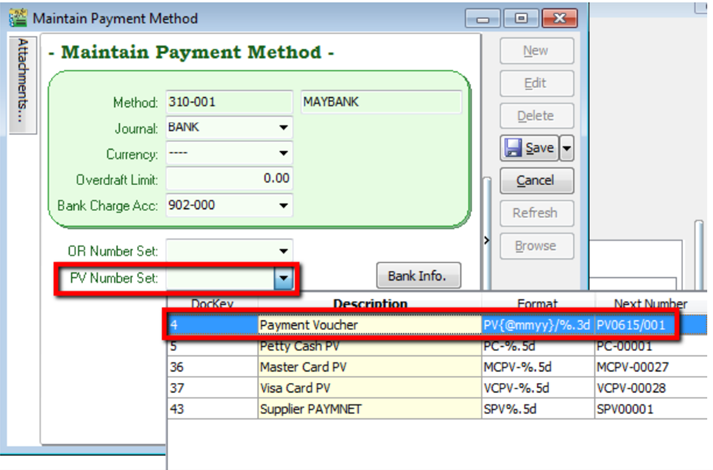 Maintain Payment Method
Attachments...
- Maintain Payment Method -
Method: 310-001 MAYBANK
Journal: BANK
Currency: ----
Overdraft Limit: 0.00
Bank Charge Acc: 902-000
OR Number Set:
PV Number Set:
Bank Info.
New
Edit
Delete
Save
Cancel
Refresh
Browse
DocKey Description Format Next Number
4 Payment Voucher PV{@mmyy}/%.3d PV0615/001
5 Petty Cash PV PC-%.5d PC-00001
36 Master Card PV MCPV-%.5d MCPV-00027
37 Visa Card PV VCPV-%.5d VCPV-00028
43 Supplier PAYMNET SPV%.5d SPV00001